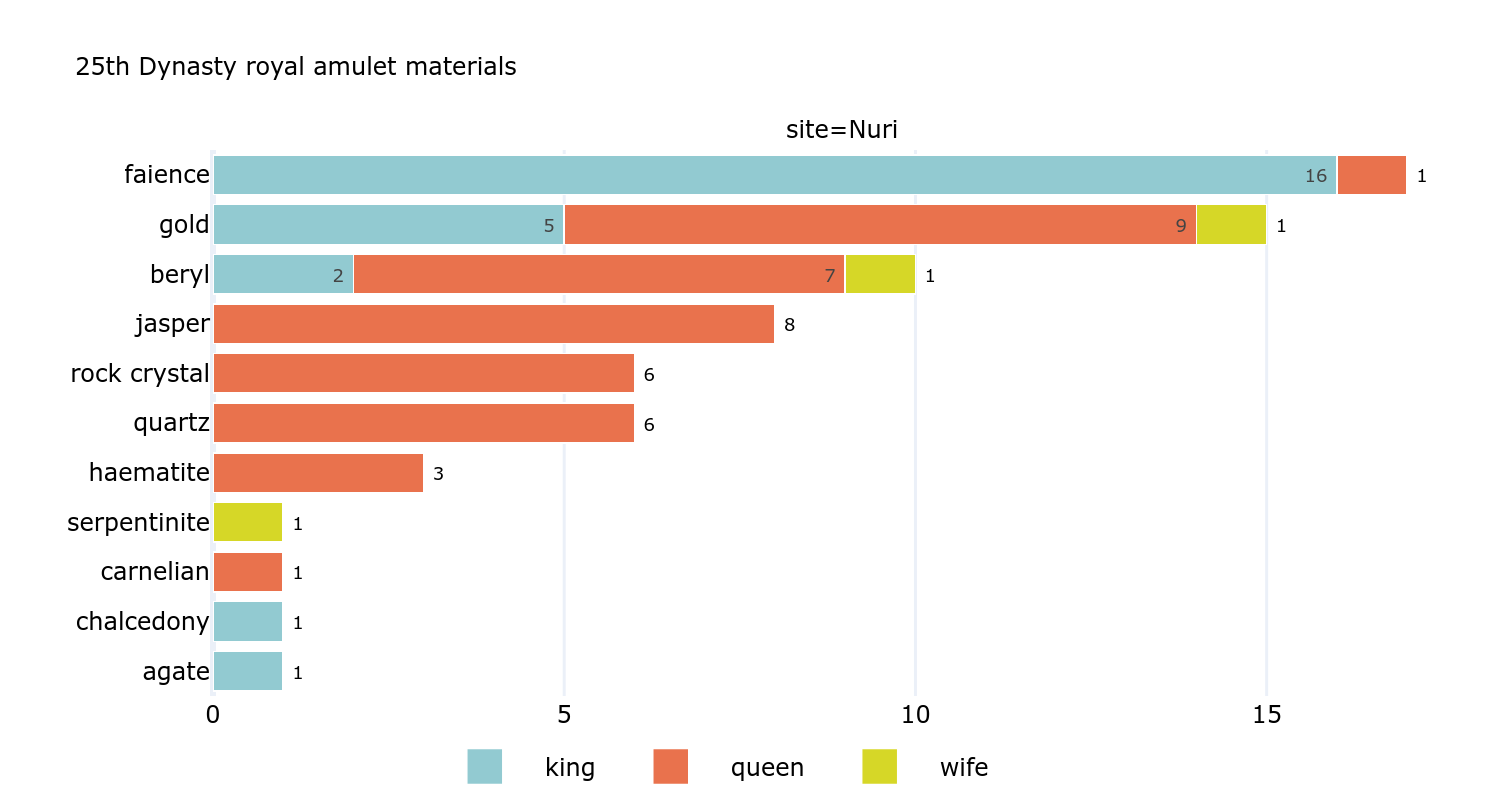 25th Dynasty royal amulet materials
site=Nuri
faience 16 1
gold 5 9 1
beryl 2 7 1
jasper 8
rock crystal 6
quartz 6
haematite 3
serpentinite 1
carnelian 1
chalcedony 1
agate 1
0 5 10 15
king queen wife